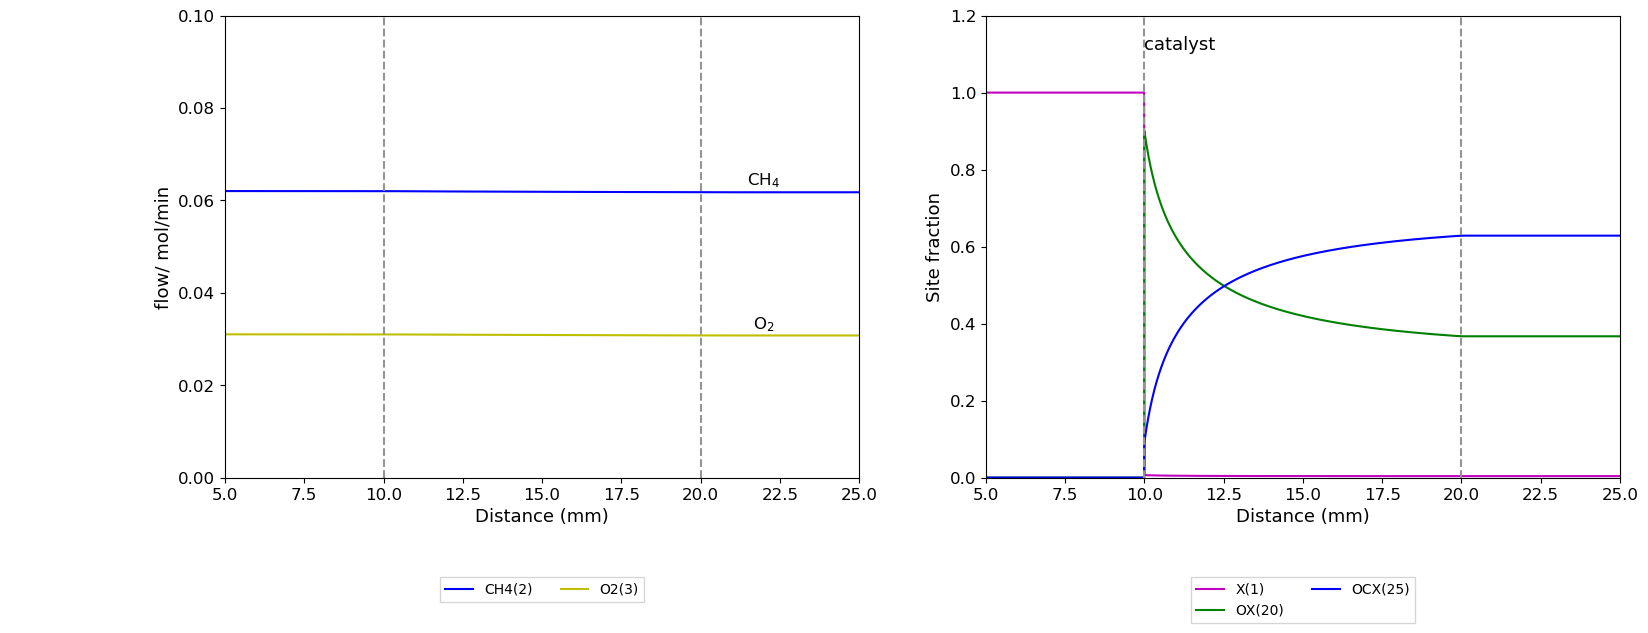 0.10
0.08
0.06
0.04
0.02
0.00
flow/ mol/min
CH₄
O₂
5.0 7.5 10.0 12.5 15.0 17.5 20.0 22.5 25.0
Distance (mm)
CH4(2) O2(3)
1.2
1.0
0.8
0.6
0.4
0.2
0.0
Site fraction
catalyst
5.0 7.5 10.0 12.5 15.0 17.5 20.0 22.5 25.0
Distance (mm)
X(1) OCX(25)
OX(20)